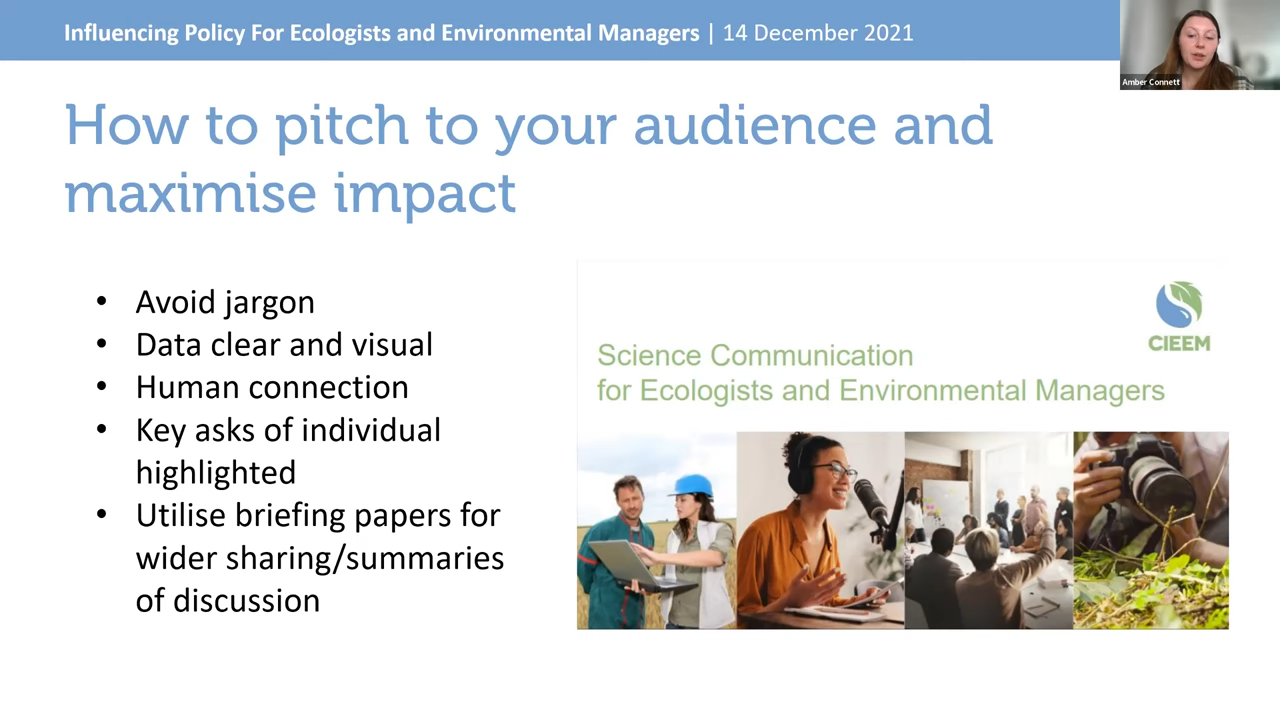 Influencing Policy For Ecologists and Environmental Managers | 14 December 2021
Amber Connett
How to pitch to your audience and
maximise impact
• Avoid jargon
• Data clear and visual
• Human connection
• Key asks of individual
highlighted
• Utilise briefing papers for
wider sharing/summaries
of discussion
CIEEM
Science Communication
for Ecologists and Environmental Managers